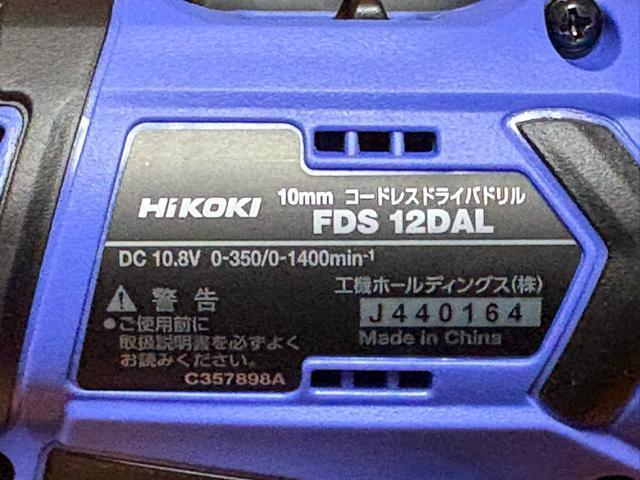 HiKOKI
10mm コードレスドライバドリル
FDS 12DAL
DC 10.8V 0-350/0-1400min-1
⚠ 警告
●ご使用前に
取扱説明書を必ずよく
お読みください。
C357898A
工機ホールディングス(株)
J440164
Made in China